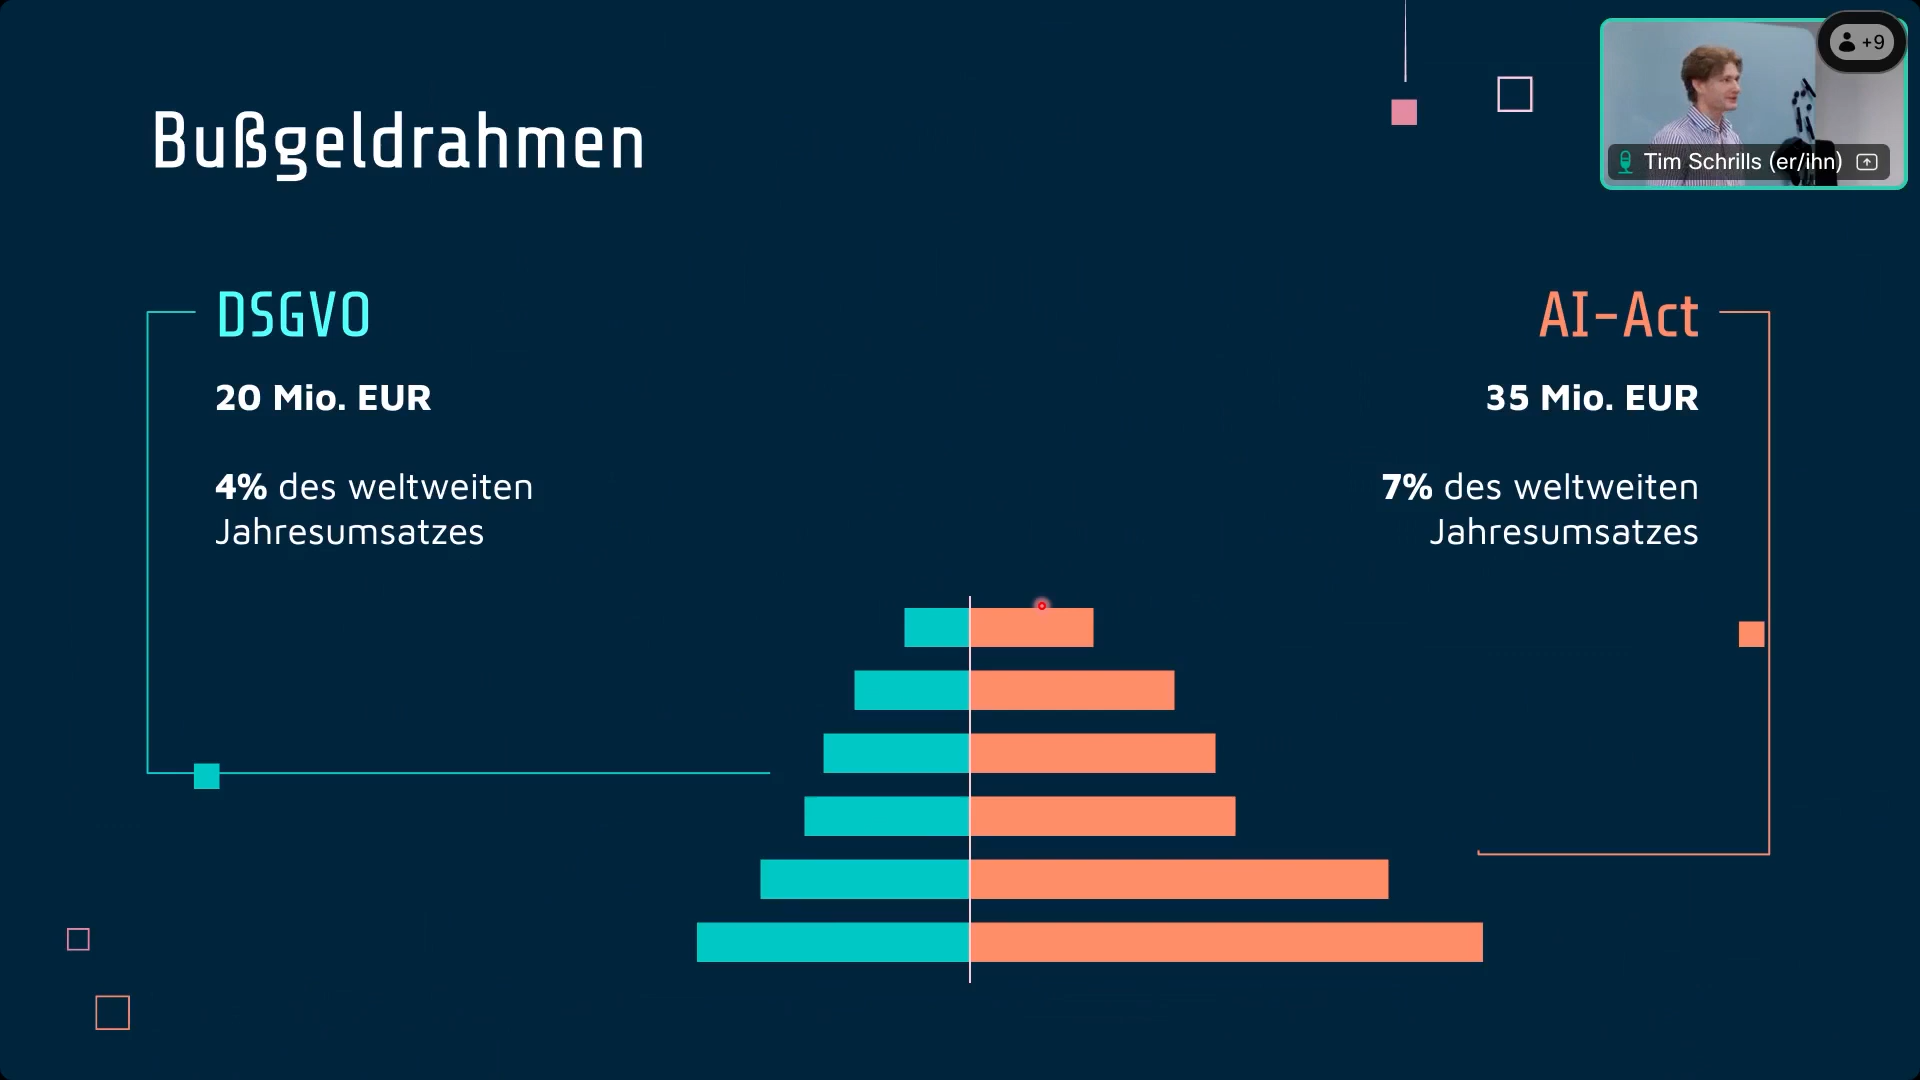 Bußgeldrahmen
+9
Tim Schrills (er/ihn)
DSGVO
20 Mio. EUR
4% des weltweiten
Jahresumsatzes
AI-Act
35 Mio. EUR
7% des weltweiten
Jahresumsatzes